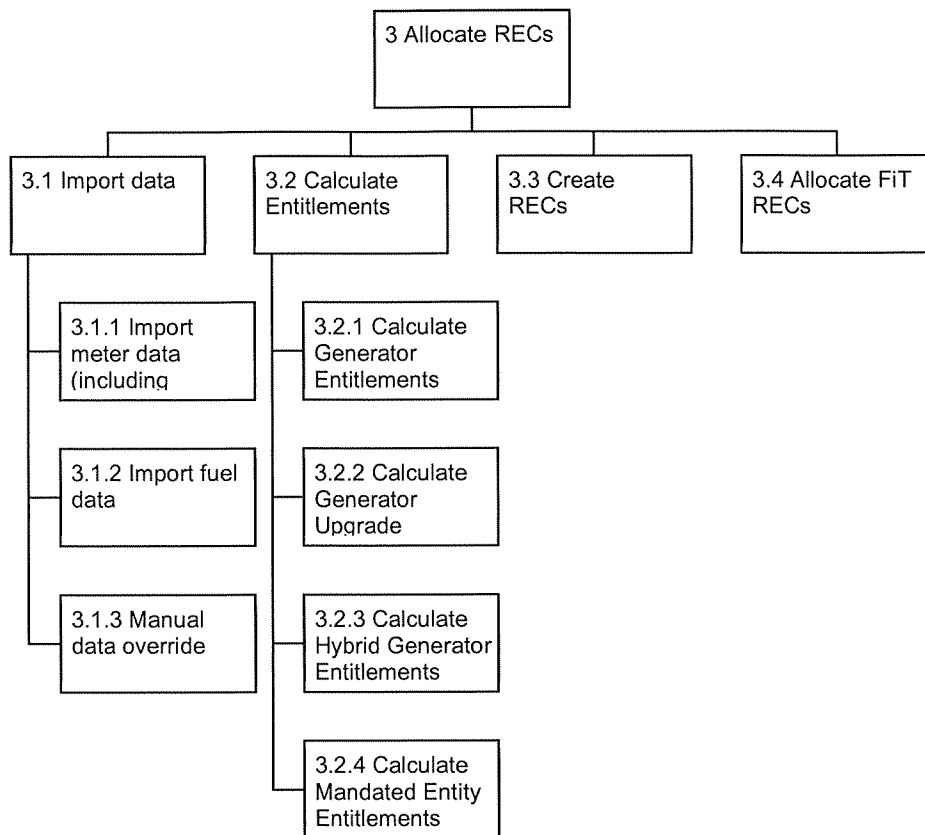 3 Allocate RECs
3.1 Import data
3.2 Calculate
Entitlements
3.3 Create
RECs
3.4 Allocate FiT
RECs
3.1.1 Import
meter data
(including
3.1.2 Import fuel
data
3.1.3 Manual
data override
3.2.1 Calculate
Generator
Entitlements
3.2.2 Calculate
Generator
Upgrade
3.2.3 Calculate
Hybrid Generator
Entitlements
3.2.4 Calculate
Mandated Entity
Entitlements